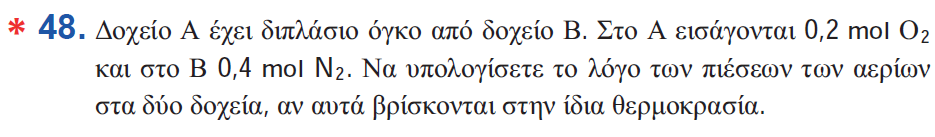 * 48. Δοχείο Α έχει διπλάσιο όγκο από δοχείο Β. Στο Α εισάγονται 0,2 mol O₂
και στο Β 0,4 mol N₂. Να υπολογίσετε το λόγο των πιέσεων των αερίων
στα δύο δοχεία, αν αυτά βρίσκονται στην ίδια θερμοκρασία.